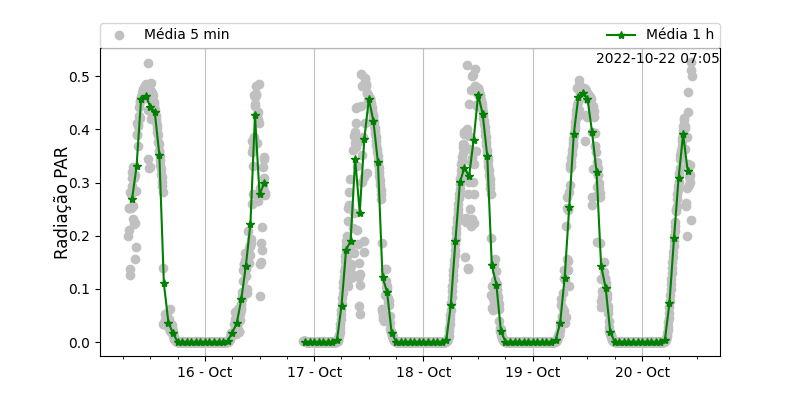 Média 5 min
Média 1 h
2022-10-22 07:05
Radiação PAR
0.5
0.4
0.3
0.2
0.1
0.0
16 - Oct
17 - Oct
18 - Oct
19 - Oct
20 - Oct